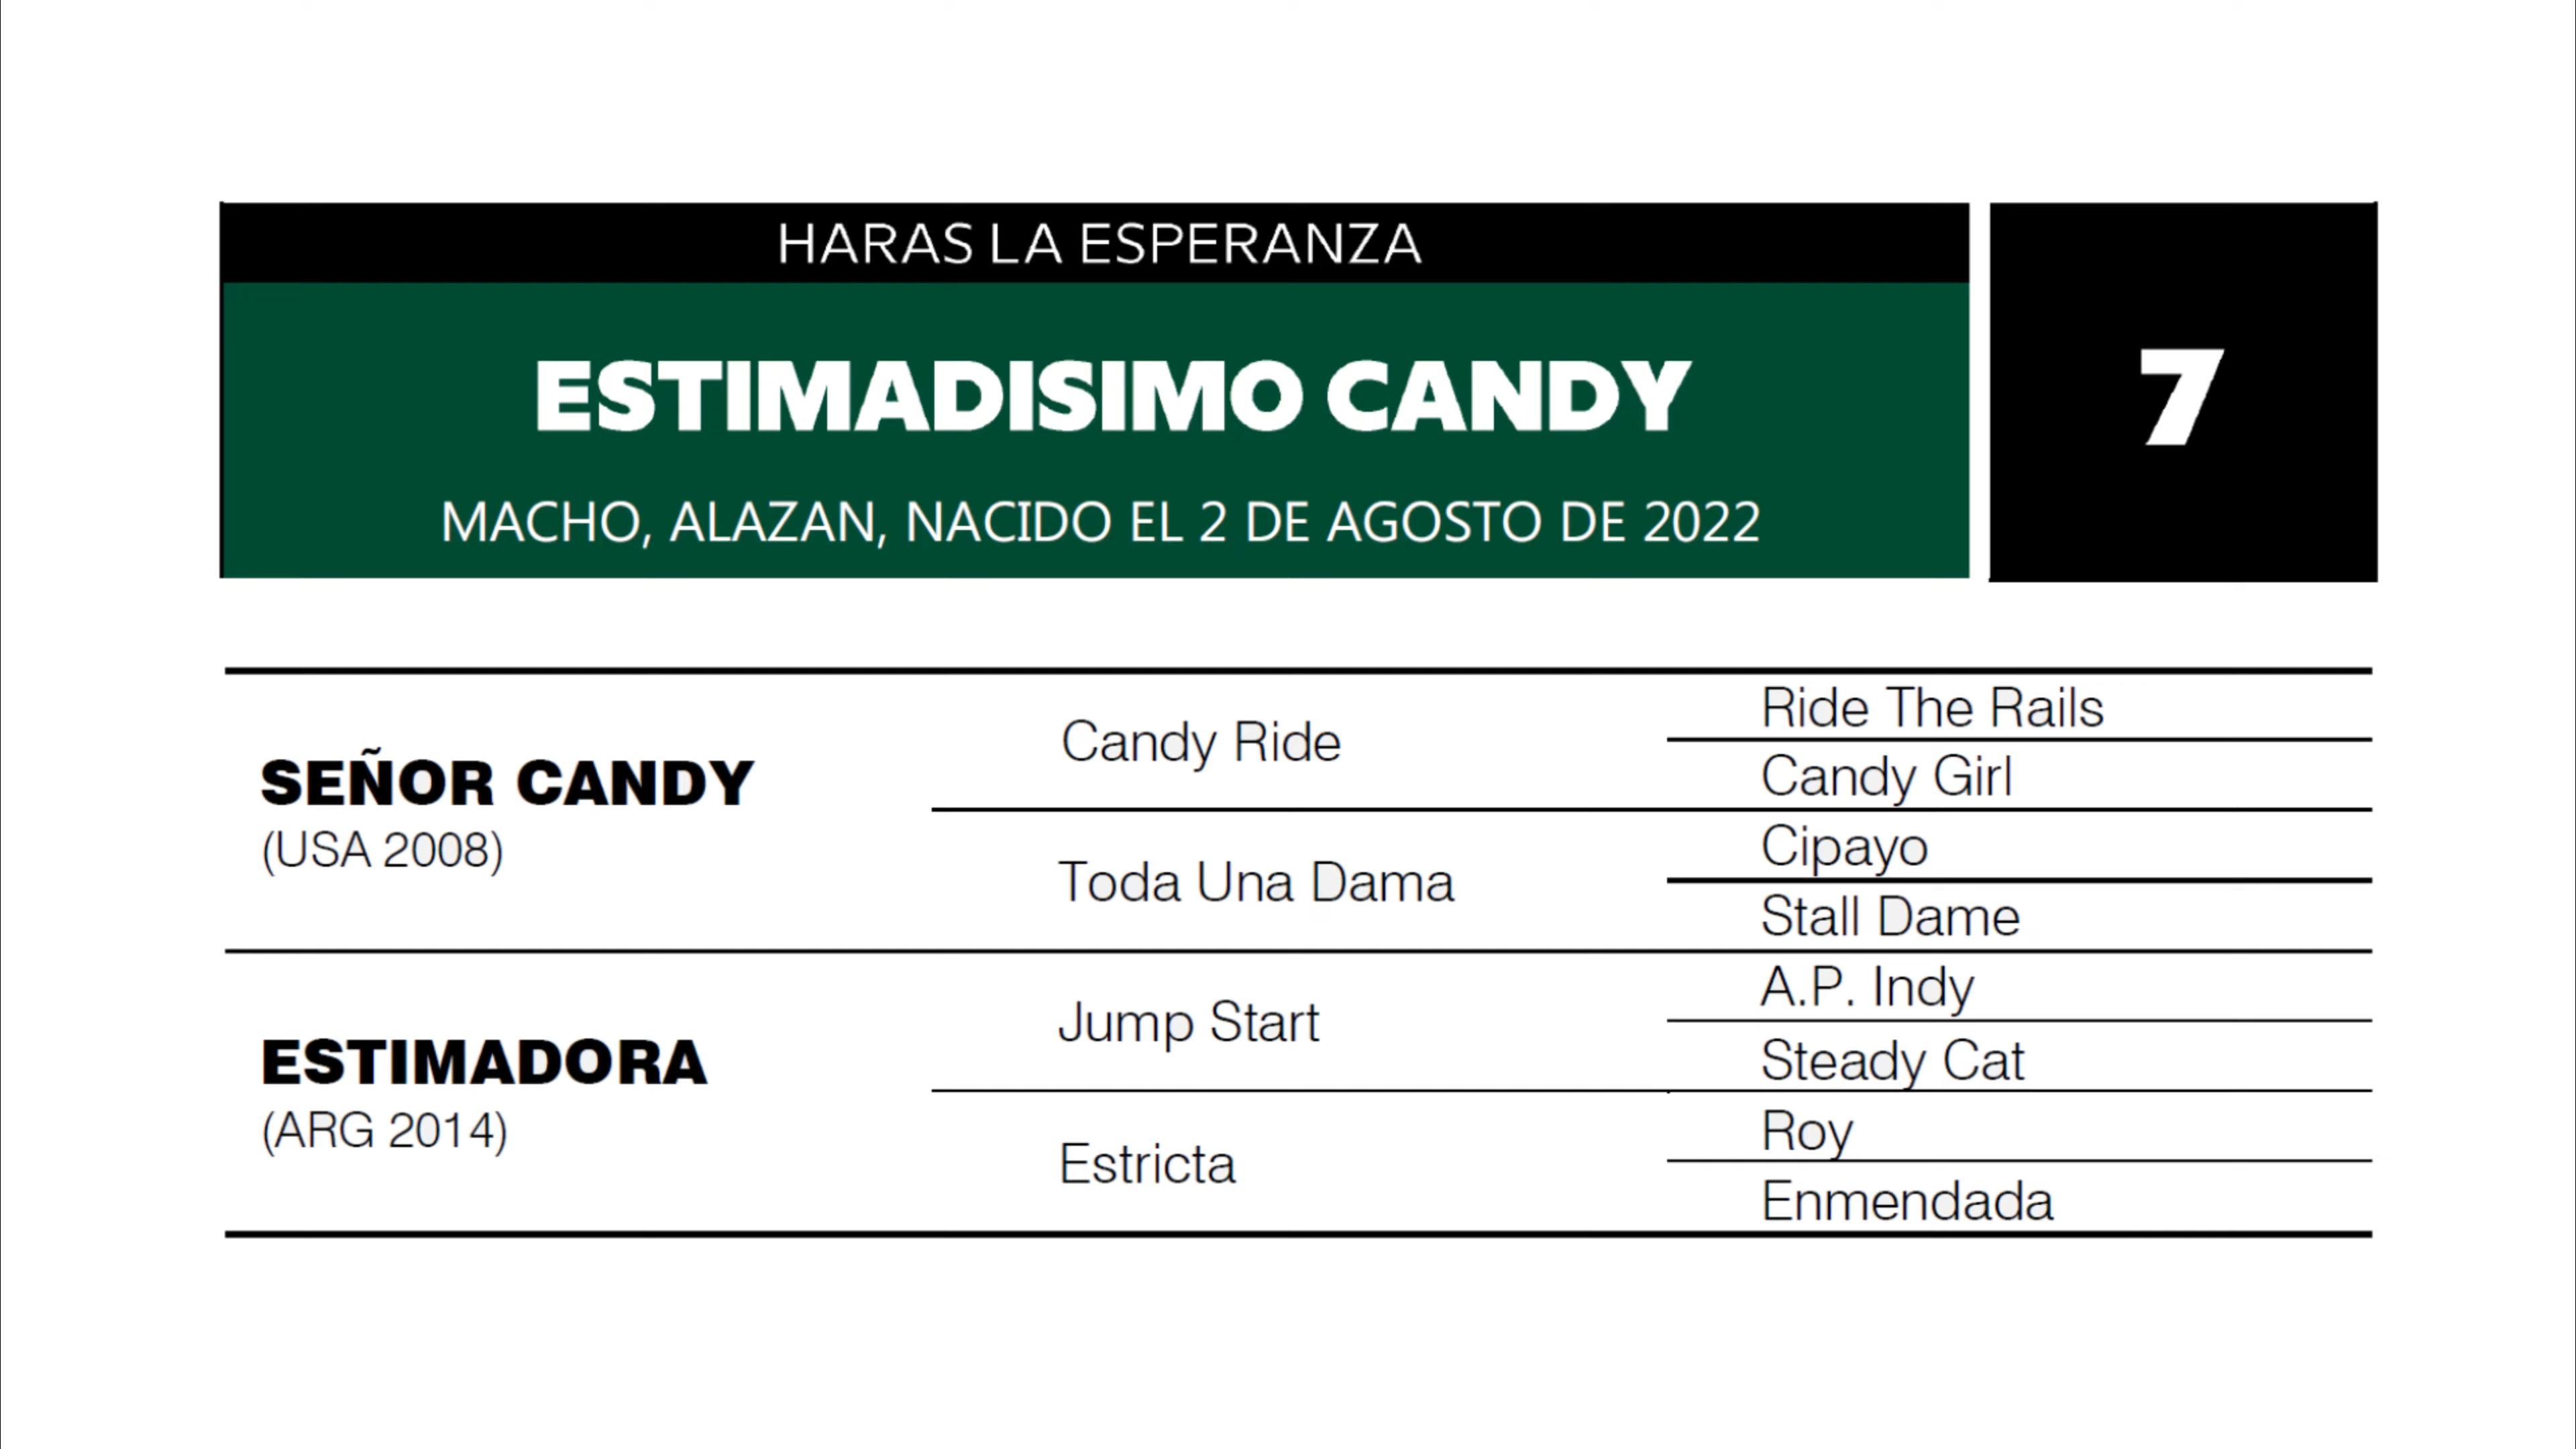 HARAS LA ESPERANZA
ESTIMADISIMO CANDY
MACHO, ALAZAN, NACIDO EL 2 DE AGOSTO DE 2022
7
SEÑOR CANDY
(USA 2008)
Candy Ride
Ride The Rails
Candy Girl
Toda Una Dama
Cipayo
Stall Dame
ESTIMADORA
(ARG 2014)
Jump Start
A.P. Indy
Steady Cat
Estricta
Roy
Enmendada